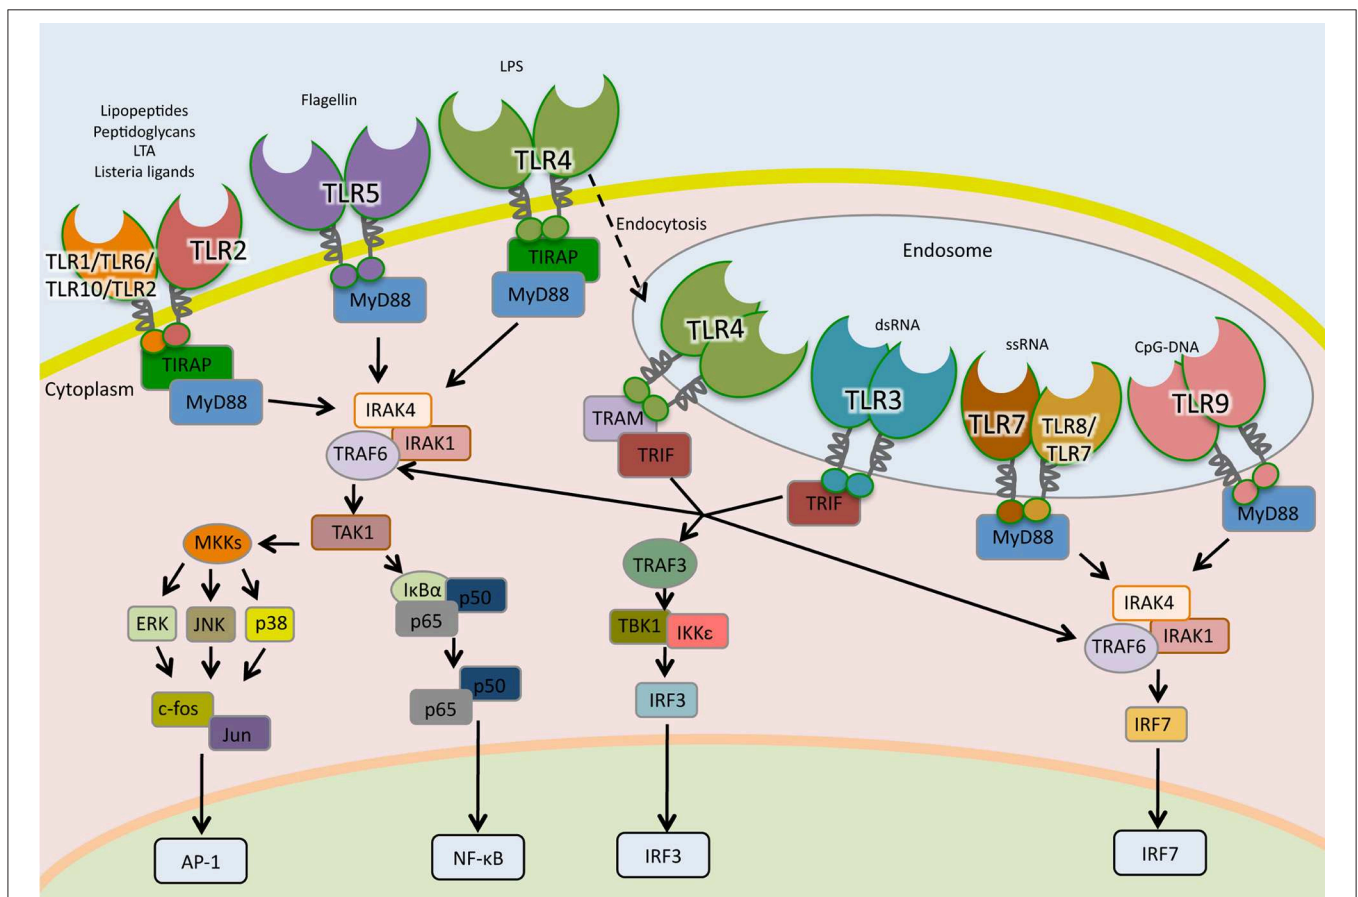 LPS
Flagellin
Lipopeptides
Peptidoglycans
LTA
Listeria ligands
TLR4
TLR5
TLR2
TLR1/TLR6/
TLR10/TLR2
Endocytosis
Endosome
TIRAP
MyD88
MyD88
TIRAP
MyD88
Cytoplasm
TLR4
dsRNA
TLR3
ssRNA
TLR7
TLR8/
TLR7
CpG-DNA
TLR9
TRAM
TRIF
TRIF
MyD88
MyD88
IRAK4
IRAK1
TRAF6
TAK1
MKKs
ERK
JNK
p38
c-fos
Jun
IκBα
p50
p65
p50
p65
TRAF3
TBK1
IKKε
IRF3
IRAK4
IRAK1
TRAF6
IRF7
AP-1
NF-κB
IRF3
IRF7